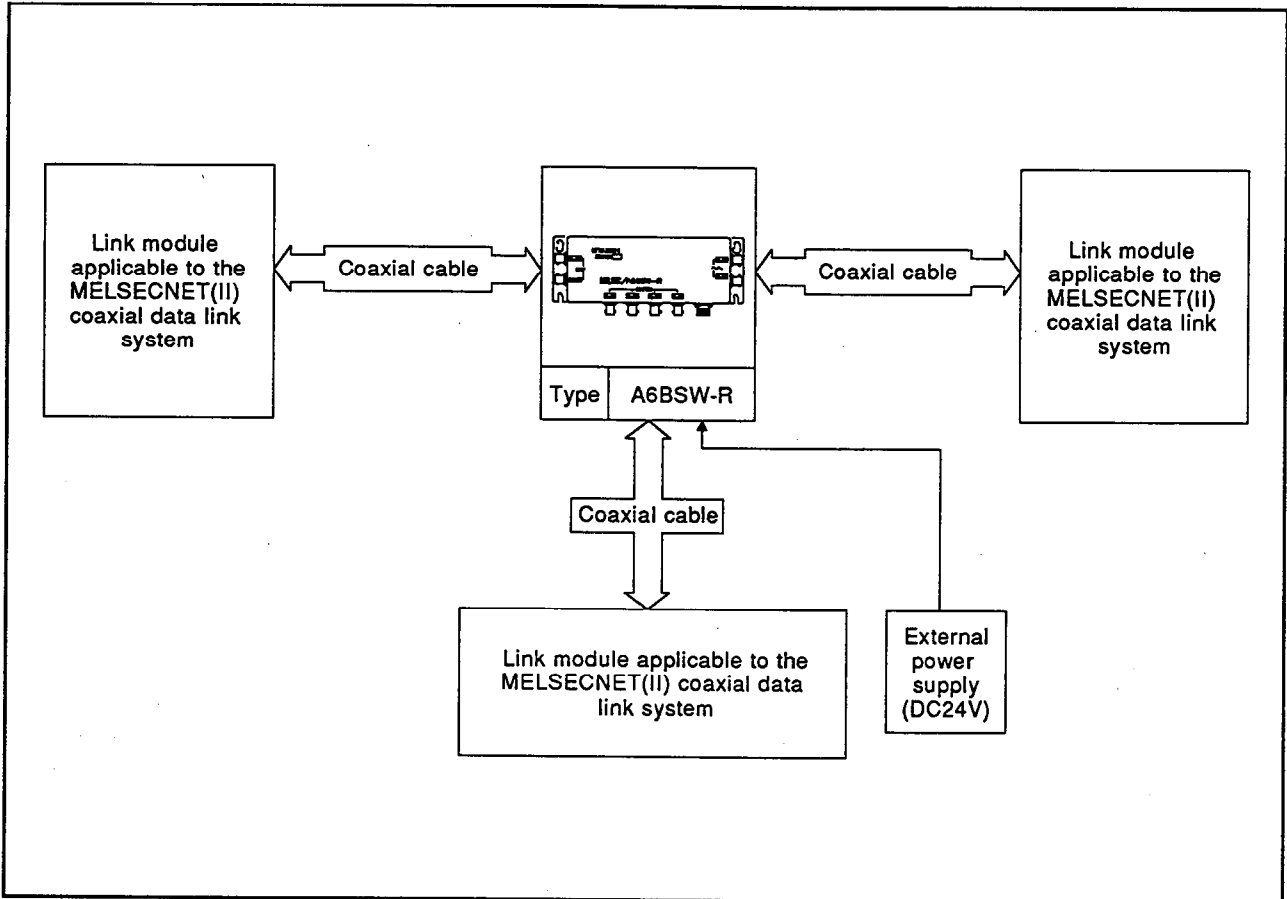 Link module
applicable to the
MELSECNET(II)
coaxial data link
system
Coaxial cable
Type
A6BSW-R
Coaxial cable
Link module
applicable to the
MELSECNET(II)
coaxial data link
system
Coaxial cable
Link module applicable to the
MELSECNET(II) coaxial data
link system
External
power
supply
(DC24V)